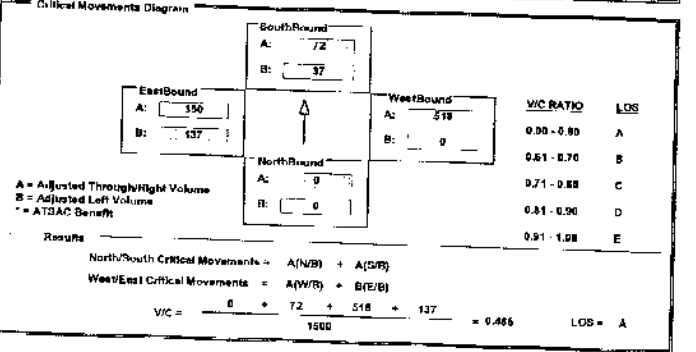 Critical Movements Diagram
SouthBound
A: 72
B: 37
EastBound
A: 350
B: 137
WestBound
A: 518
B: 0
NorthBound
A: 0
B: 0
V/C RATIO LOS
0.00 - 0.60 A
0.61 - 0.70 B
0.71 - 0.80 C
0.81 - 0.90 D
0.91 - 1.00 E
A = Adjusted Through/Right Volume
B = Adjusted Left Volume
* = ATSAC Benefit
Results
North/South Critical Movements = A(N/B) + A(S/B)
West/East Critical Movements = A(W/B) + B(E/B)
V/C = 0 + 72 + 518 + 137 = 0.485 LOS = A
1500